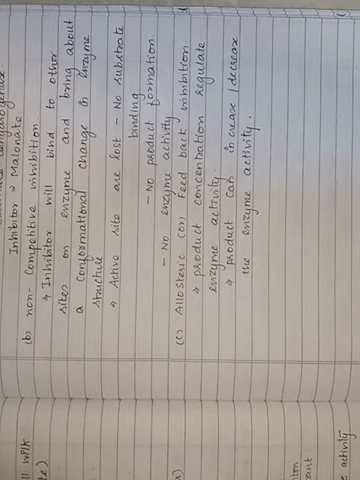 Inhibitor → Malonate
(b) non-competitive inhibition.
→ Inhibitor will bind to other
sites on enzyme and bring about
a conformational change in Enzyme
structure
→ Active site are lost - No substrate
binding
- NO product formation
- NO enzyme activity
(c) Allosteric (or) Feed back inhibition
→ product concentration regulate
enzyme activity
→ product can increase / decrease
the enzyme activity.
activity